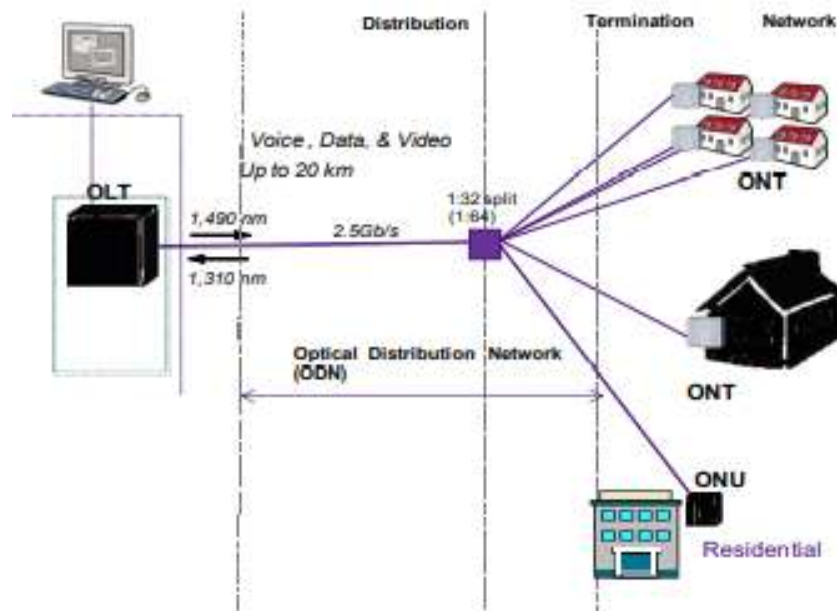 Distribution
Termination
Network
Voice , Data, & Video
Up to 20 km
OLT
1,490 nm
2.5Gb/s
1:32 split
(1:64)
1,310 nm
ONT
Optical Distribution Network
(ODN)
ONT
ONU
Residential